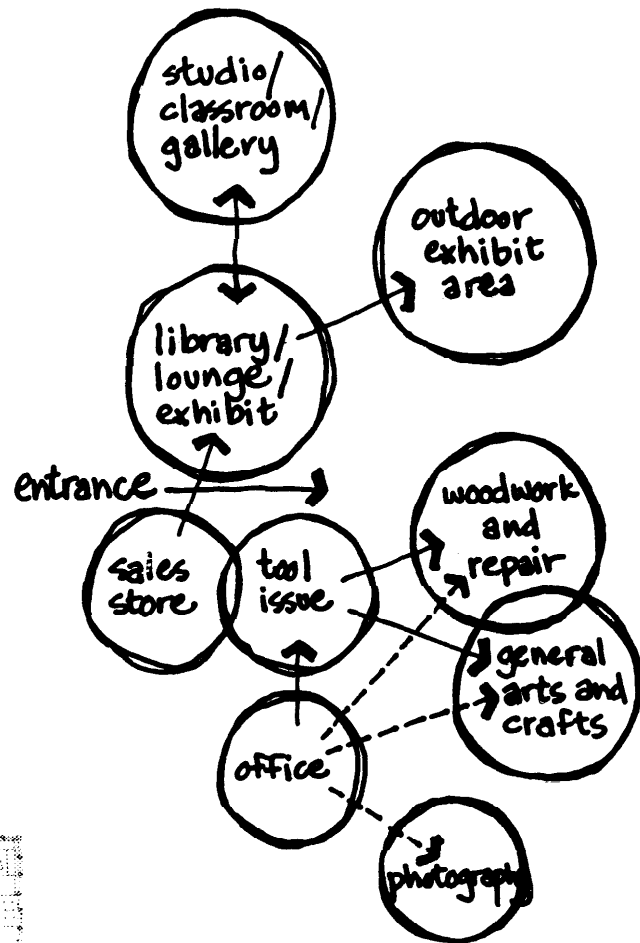 studio/
classroom/
gallery
outdoor
exhibit
area
library/
lounge/
exhibit
entrance
woodwork
and
repair
sales
store
tool
issue
general
arts and
crafts
office
photography